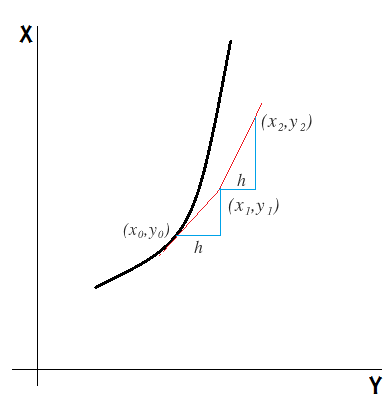 X
(x₂,y₂)
h
(x₁,y₁)
(x₀,y₀)
h
Y